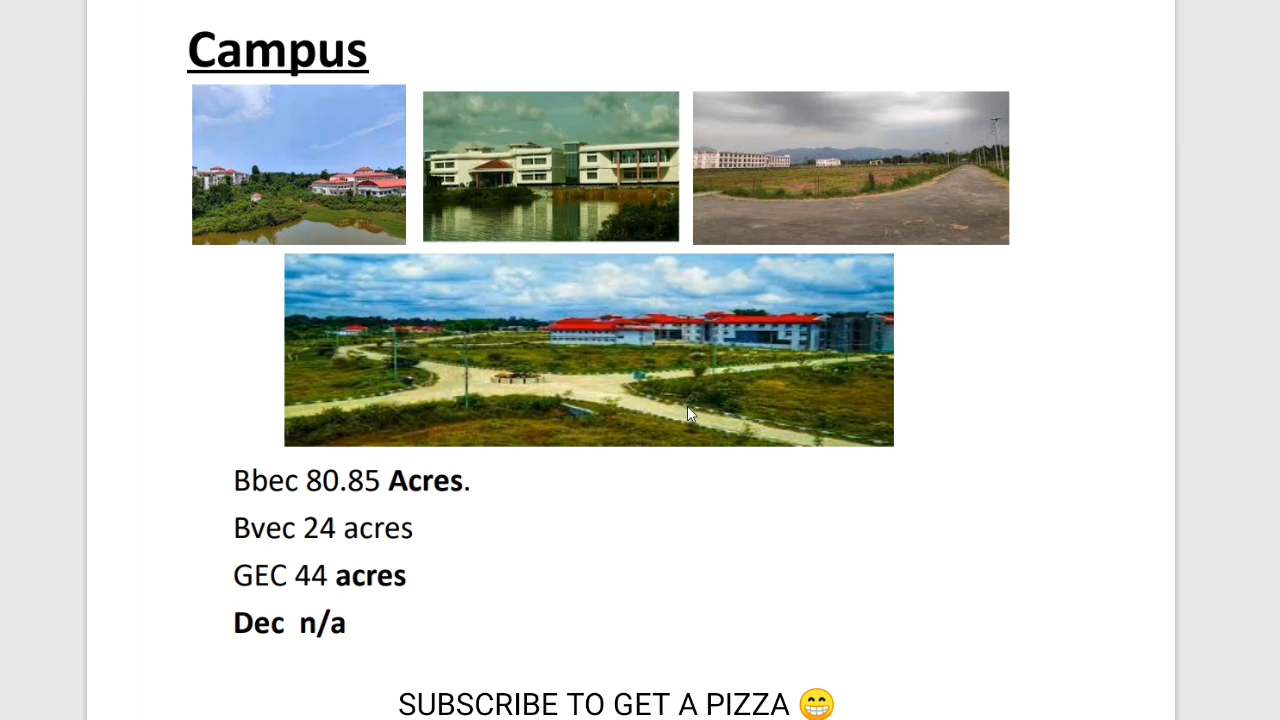 Campus
Bbec 80.85 Acres.
Bvec 24 acres
GEC 44 acres
Dec n/a
SUBSCRIBE TO GET A PIZZA 😁